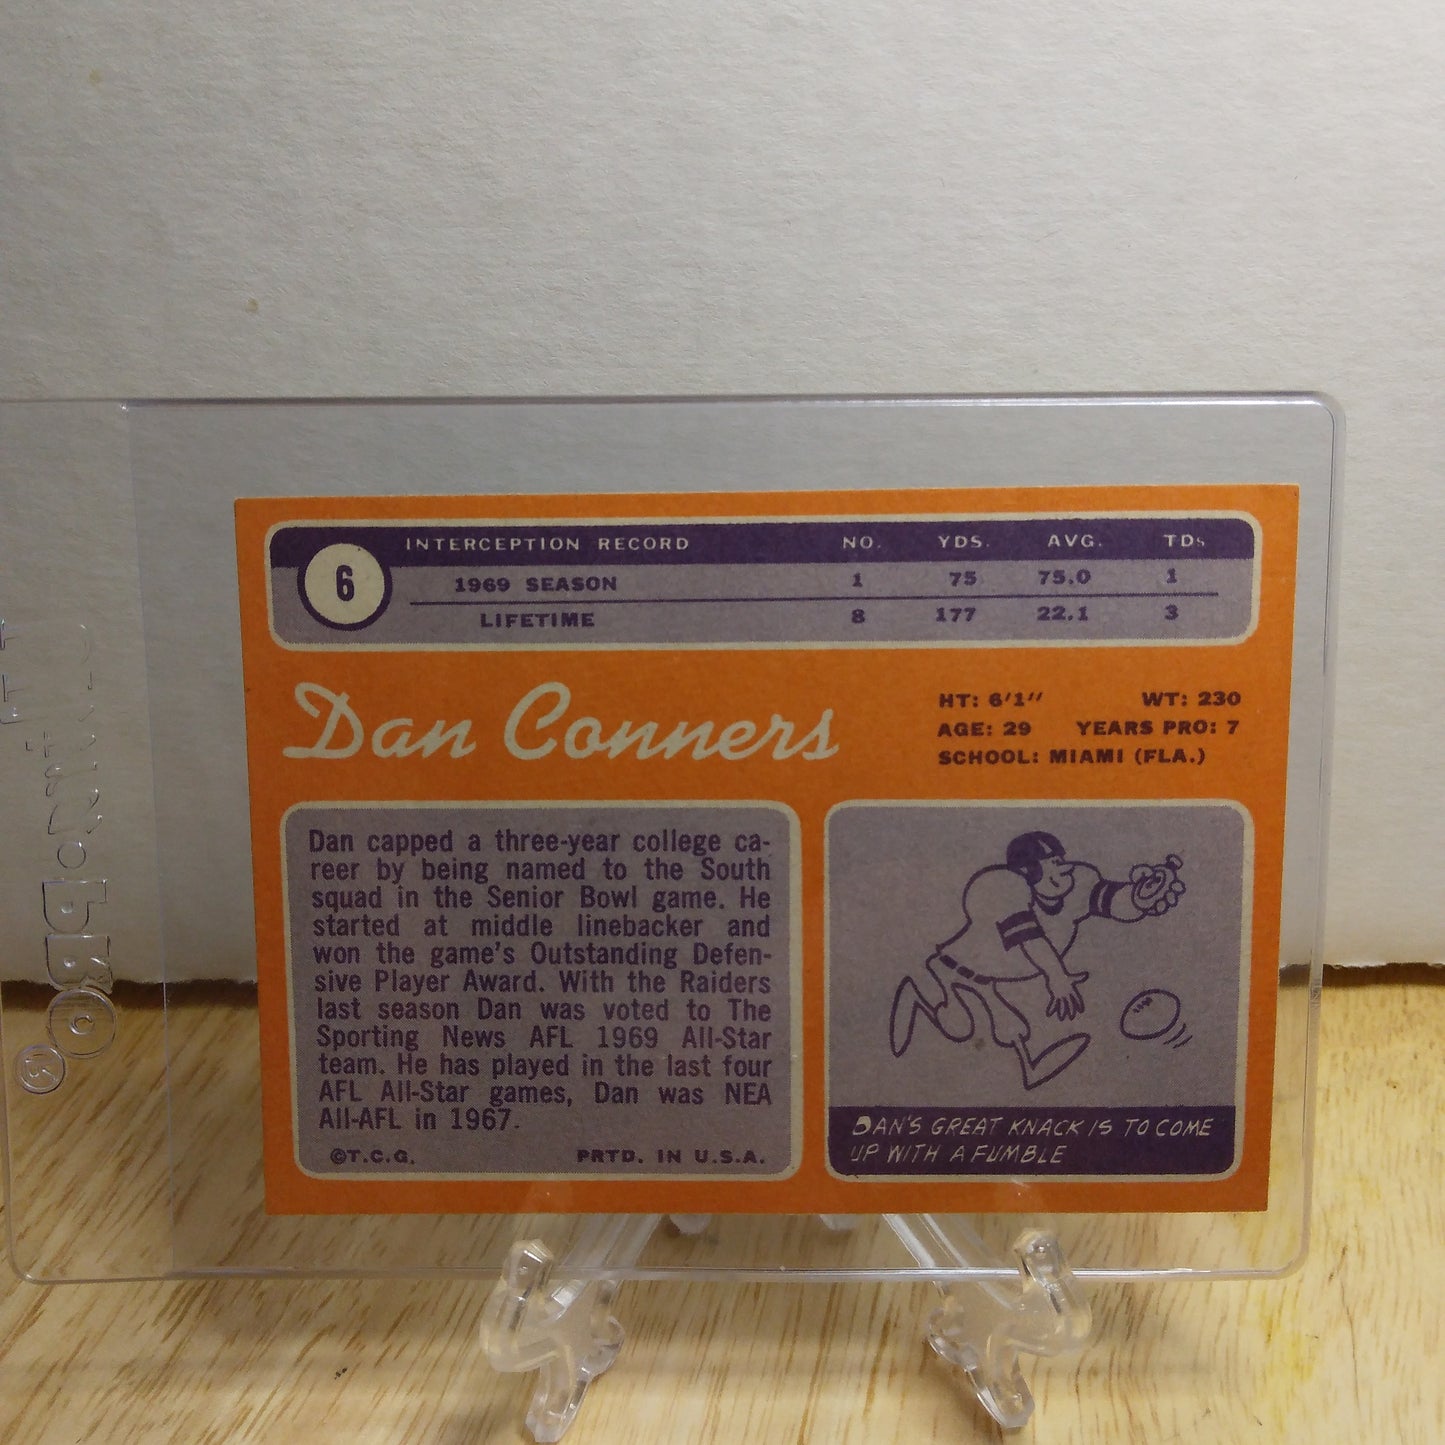 6
INTERCEPTION RECORD NO. YDS. AVG. TDs
1969 SEASON 1 75 75.0 1
LIFETIME 8 177 22.1 3
Dan Conners
HT: 6'1" WT: 230
AGE: 29 YEARS PRO: 7
SCHOOL: MIAMI (FLA.)
Dan capped a three-year college ca-
reer by being named to the South
squad in the Senior Bowl game. He
started at middle linebacker and
won the game's Outstanding Defen-
sive Player Award. With the Raiders
last season Dan was voted to The
Sporting News AFL 1969 All-Star
team. He has played in the last four
AFL All-Star games, Dan was NEA
All-AFL in 1967.
©T.C.G. PRTD. IN U.S.A.
DAN'S GREAT KNACK IS TO COME
UP WITH A FUMBLE